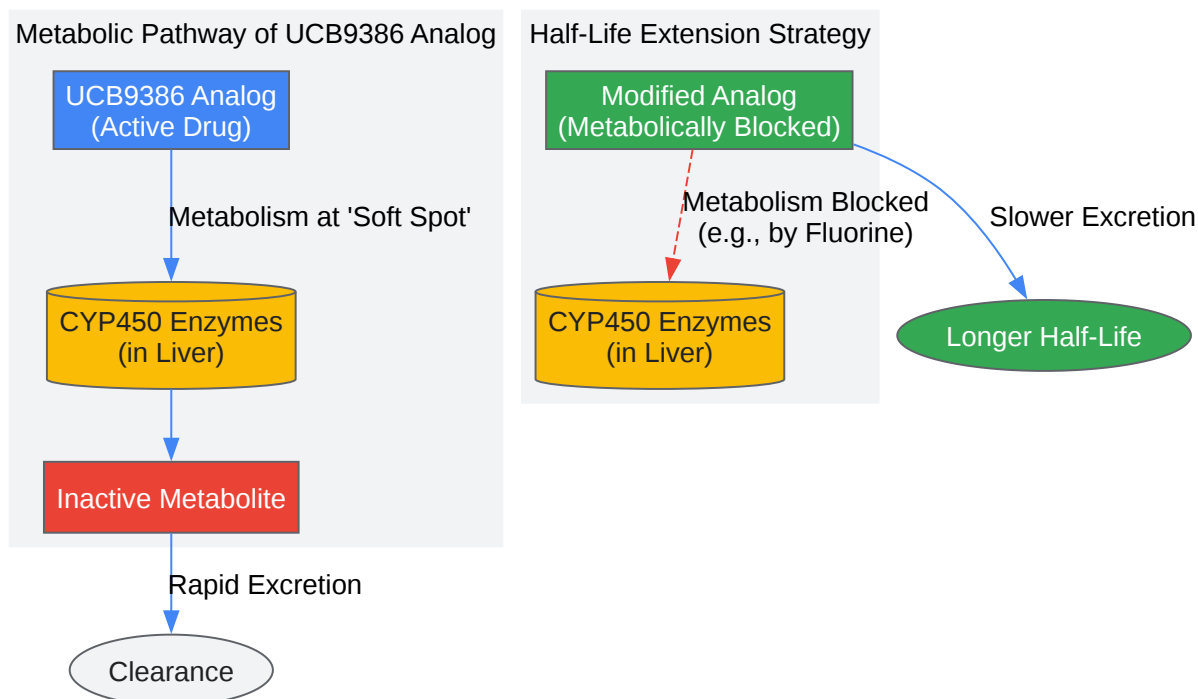 Metabolic Pathway of UCB9386 Analog
UCB9386 Analog
(Active Drug)
Metabolism at 'Soft Spot'
CYP450 Enzymes
(in Liver)
Inactive Metabolite
Rapid Excretion
Clearance
Half-Life Extension Strategy
Modified Analog
(Metabolically Blocked)
Metabolism Blocked
(e.g., by Fluorine)
Slower Excretion
CYP450 Enzymes
(in Liver)
Longer Half-Life